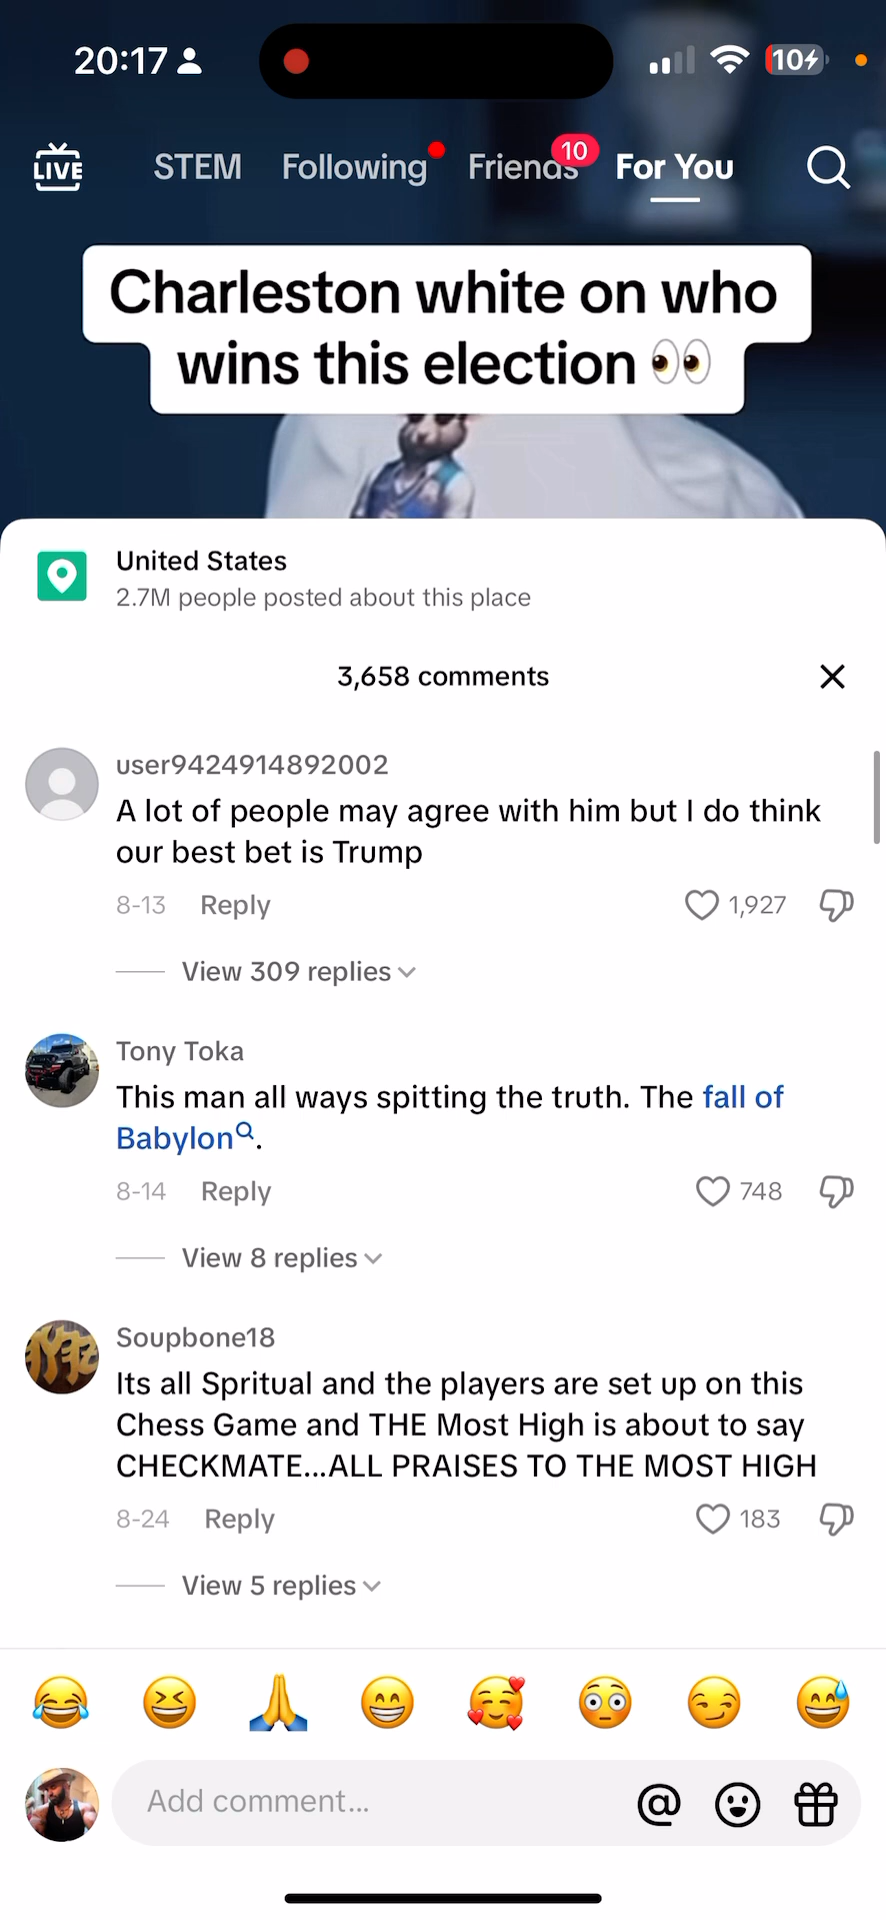 20:17
10
LIVE
STEM
Following
Friends
10
For You
Charleston white on who
wins this election 👀
United States
2.7M people posted about this place
3,658 comments
user9424914892002
A lot of people may agree with him but I do think
our best bet is Trump
8-13 Reply 1,927
View 309 replies
Tony Toka
This man all ways spitting the truth. The fall of
Babylon.
8-14 Reply 748
View 8 replies
Soupbone18
Its all Spritual and the players are set up on this
Chess Game and THE Most High is about to say
CHECKMATE...ALL PRAISES TO THE MOST HIGH
8-24 Reply 183
View 5 replies
😂 😆 🙏 😁 🥰 😳 😏 😅
Add comment...
@